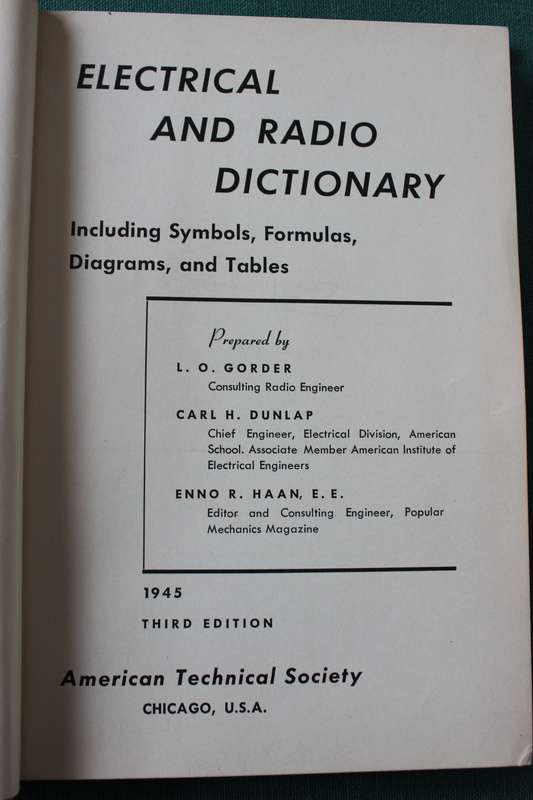 ELECTRICAL
AND RADIO
DICTIONARY
Including Symbols, Formulas,
Diagrams, and Tables
Prepared by
L. O. GORDER
Consulting Radio Engineer
CARL H. DUNLAP
Chief Engineer, Electrical Division, American
School. Associate Member American Institute of
Electrical Engineers
ENNO R. HAAN, E. E.
Editor and Consulting Engineer, Popular
Mechanics Magazine
1945
THIRD EDITION
American Technical Society
CHICAGO, U.S.A.